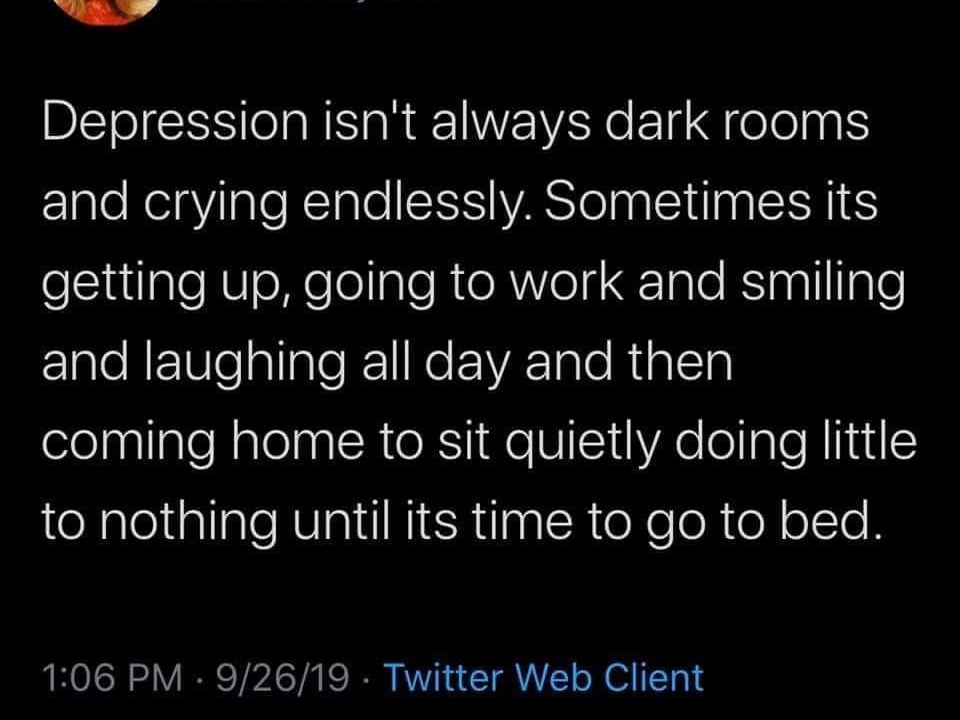 Depression isn't always dark rooms
and crying endlessly. Sometimes its
getting up, going to work and smiling
and laughing all day and then
coming home to sit quietly doing little
to nothing until its time to go to bed.
1:06 PM · 9/26/19 · Twitter Web Client